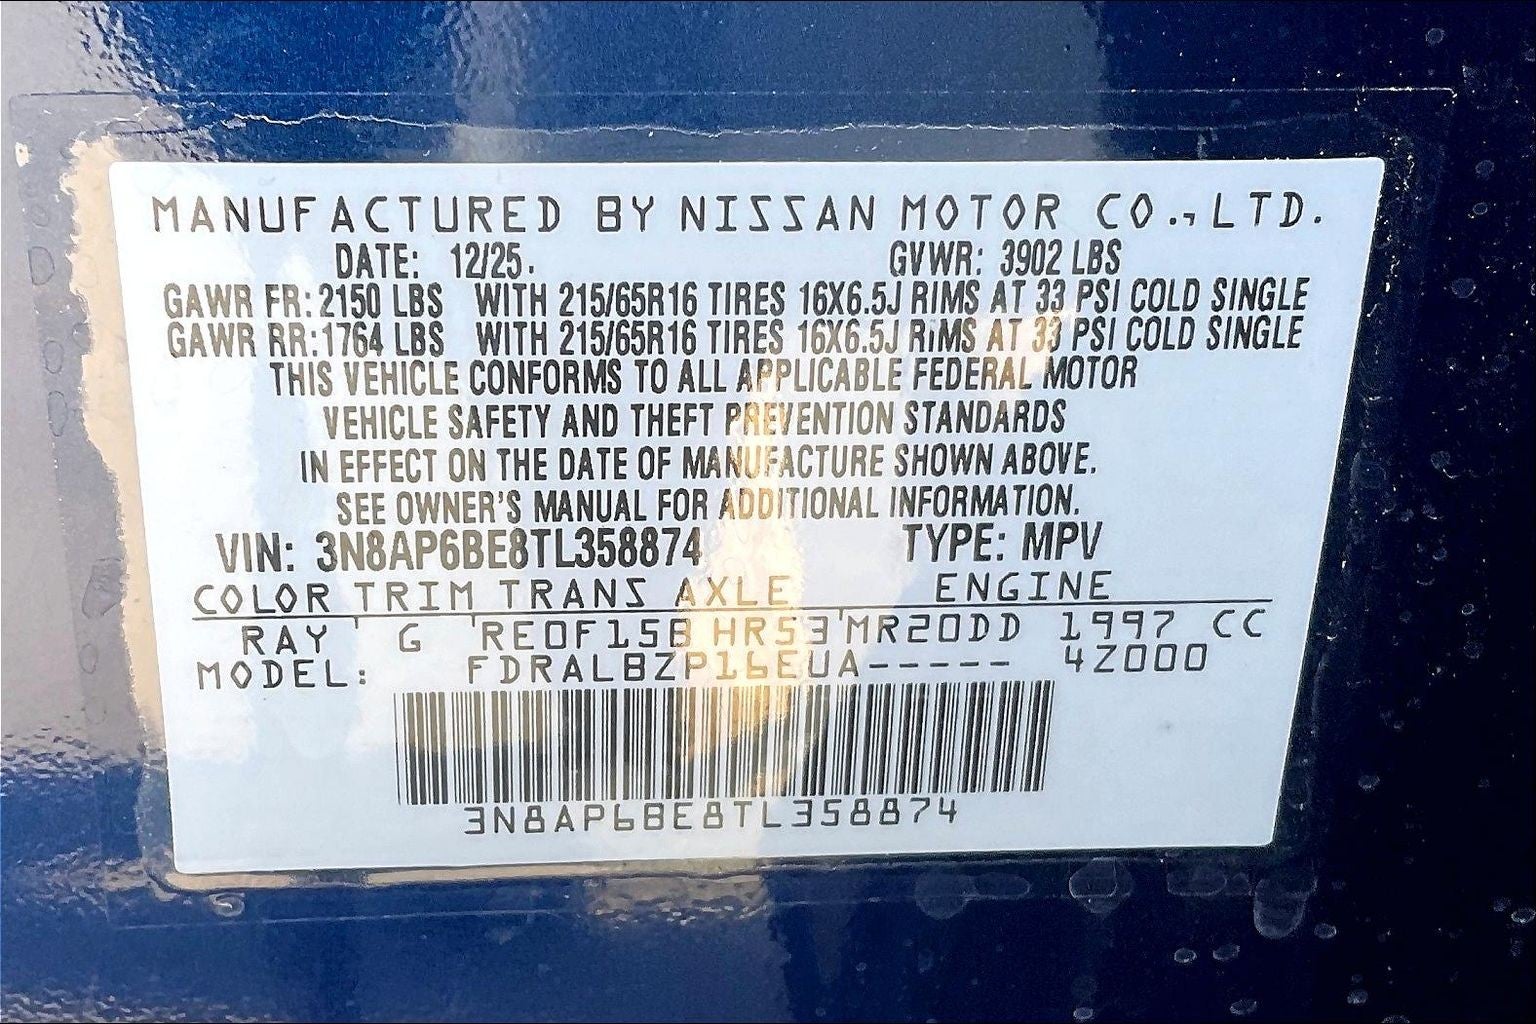 MANUFACTURED BY NISSAN MOTOR CO., LTD.
DATE: 12/25. GVWR: 3902 LBS
GAWR FR: 2150 LBS WITH 215/65R16 TIRES 16X6.5J RIMS AT 33 PSI COLD SINGLE
GAWR RR: 1764 LBS WITH 215/65R16 TIRES 16X6.5J RIMS AT 33 PSI COLD SINGLE
THIS VEHICLE CONFORMS TO ALL APPLICABLE FEDERAL MOTOR
VEHICLE SAFETY AND THEFT PREVENTION STANDARDS
IN EFFECT ON THE DATE OF MANUFACTURE SHOWN ABOVE.
SEE OWNER'S MANUAL FOR ADDITIONAL INFORMATION.
VIN: 3N8AP6BE8TL358874 TYPE: MPV
COLOR TRIM TRANS AXLE ENGINE
RAY G RE0F15B HR53 MR20DD 1997 CC
MODEL: FDRALBZP16EUA----- 4Z000
3N8AP6BE8TL358874